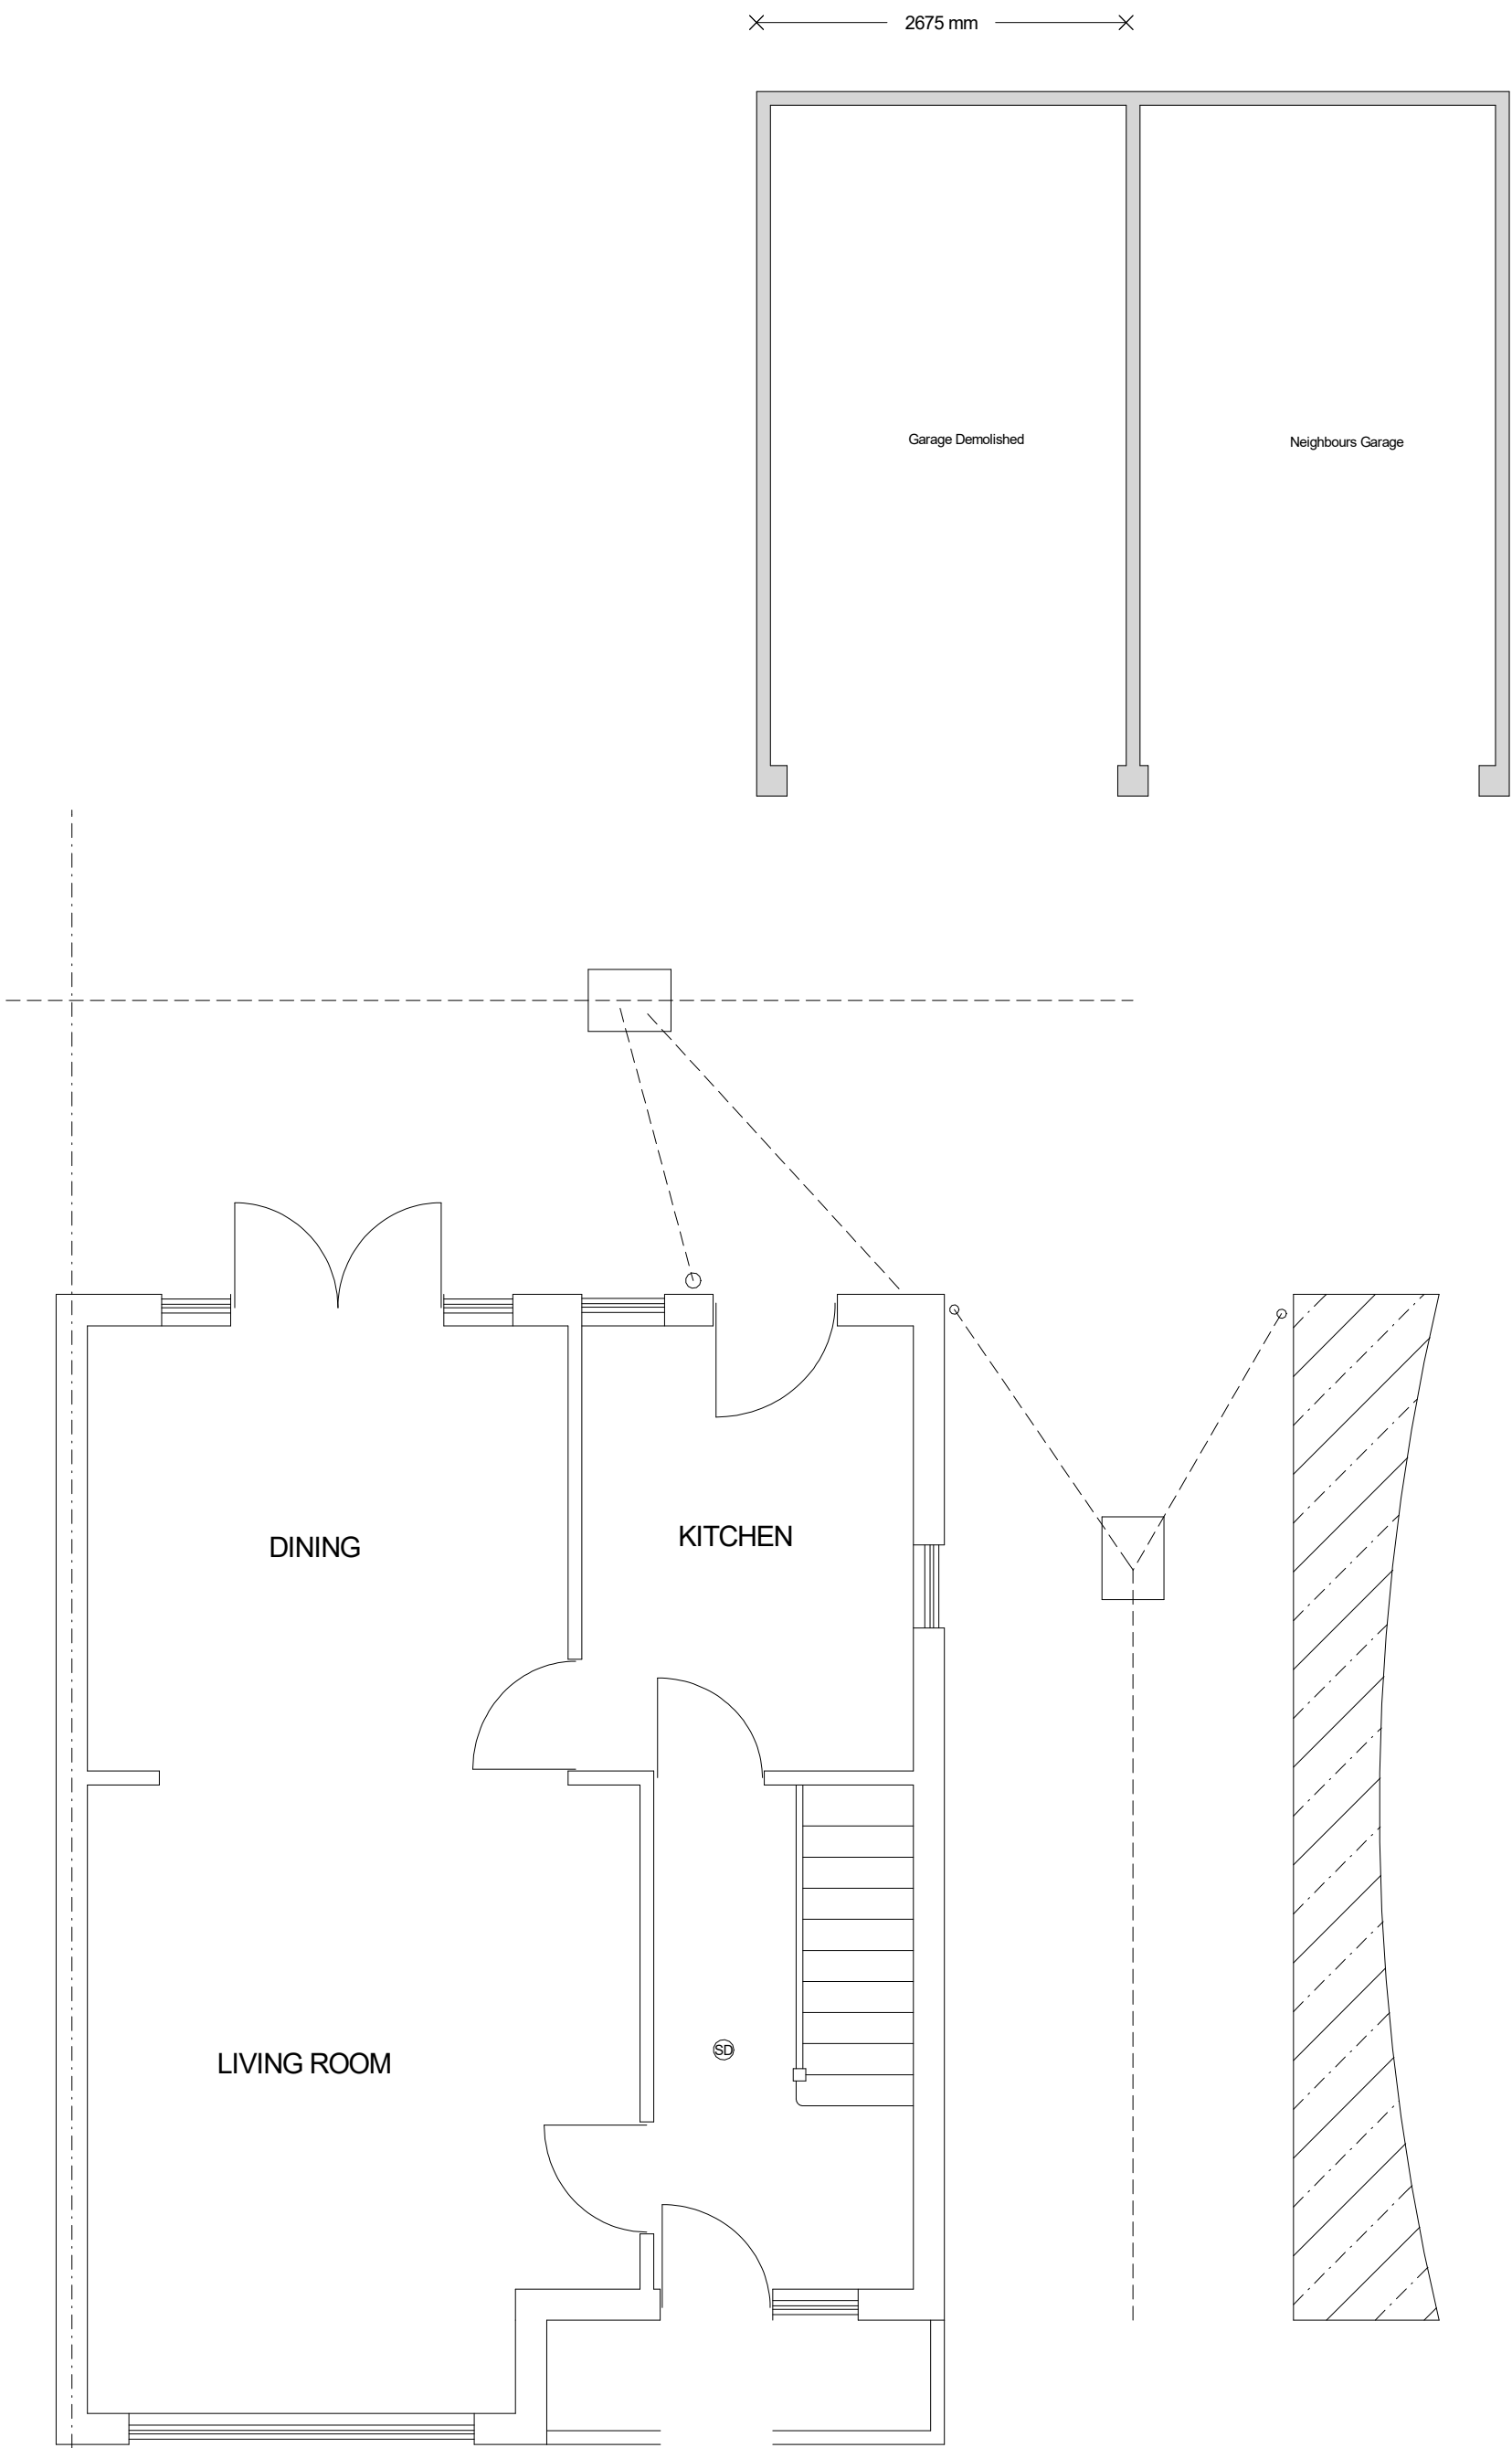 2675 mm
Garage Demolished
Neighbours Garage
DINING
KITCHEN
LIVING ROOM
SD